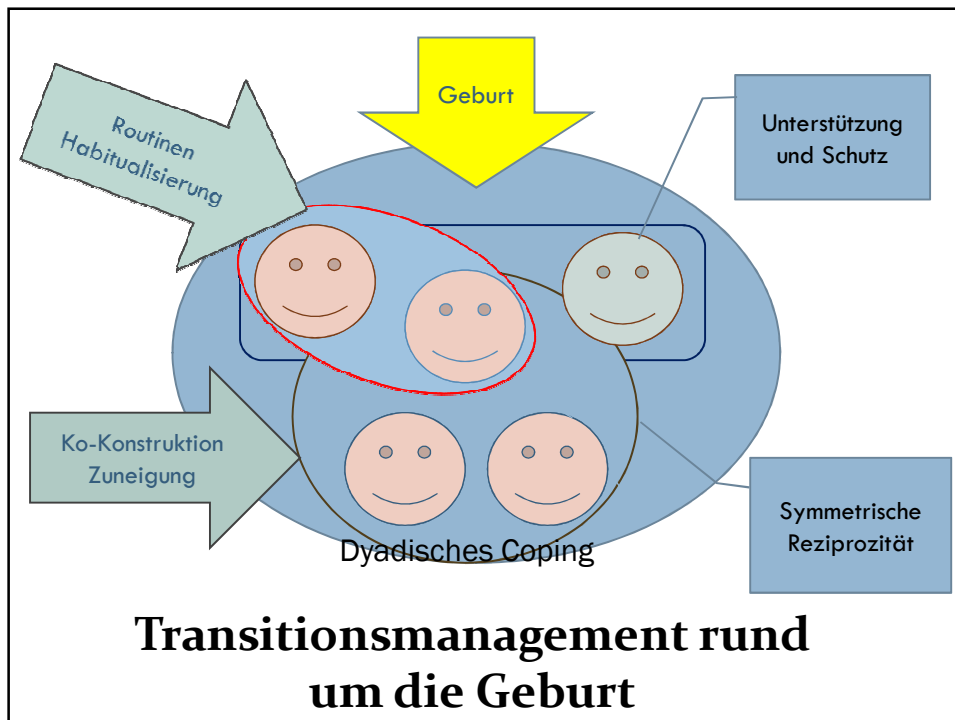 Geburt
Routinen
Habitualisierung
Unterstützung
und Schutz
Ko-Konstruktion
Zuneigung
Symmetrische
Reziprozität
Dyadisches Coping
Transitionsmanagement rund
um die Geburt